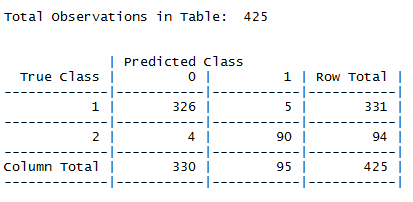 Total Observations in Table:  425
             | Predicted Class
  True Class |         0 |         1 | Row Total |
-------------|-----------|-----------|-----------|
           1 |       326 |         5 |       331 |
-------------|-----------|-----------|-----------|
           2 |         4 |        90 |        94 |
-------------|-----------|-----------|-----------|
Column Total |       330 |        95 |       425 |
-------------|-----------|-----------|-----------|